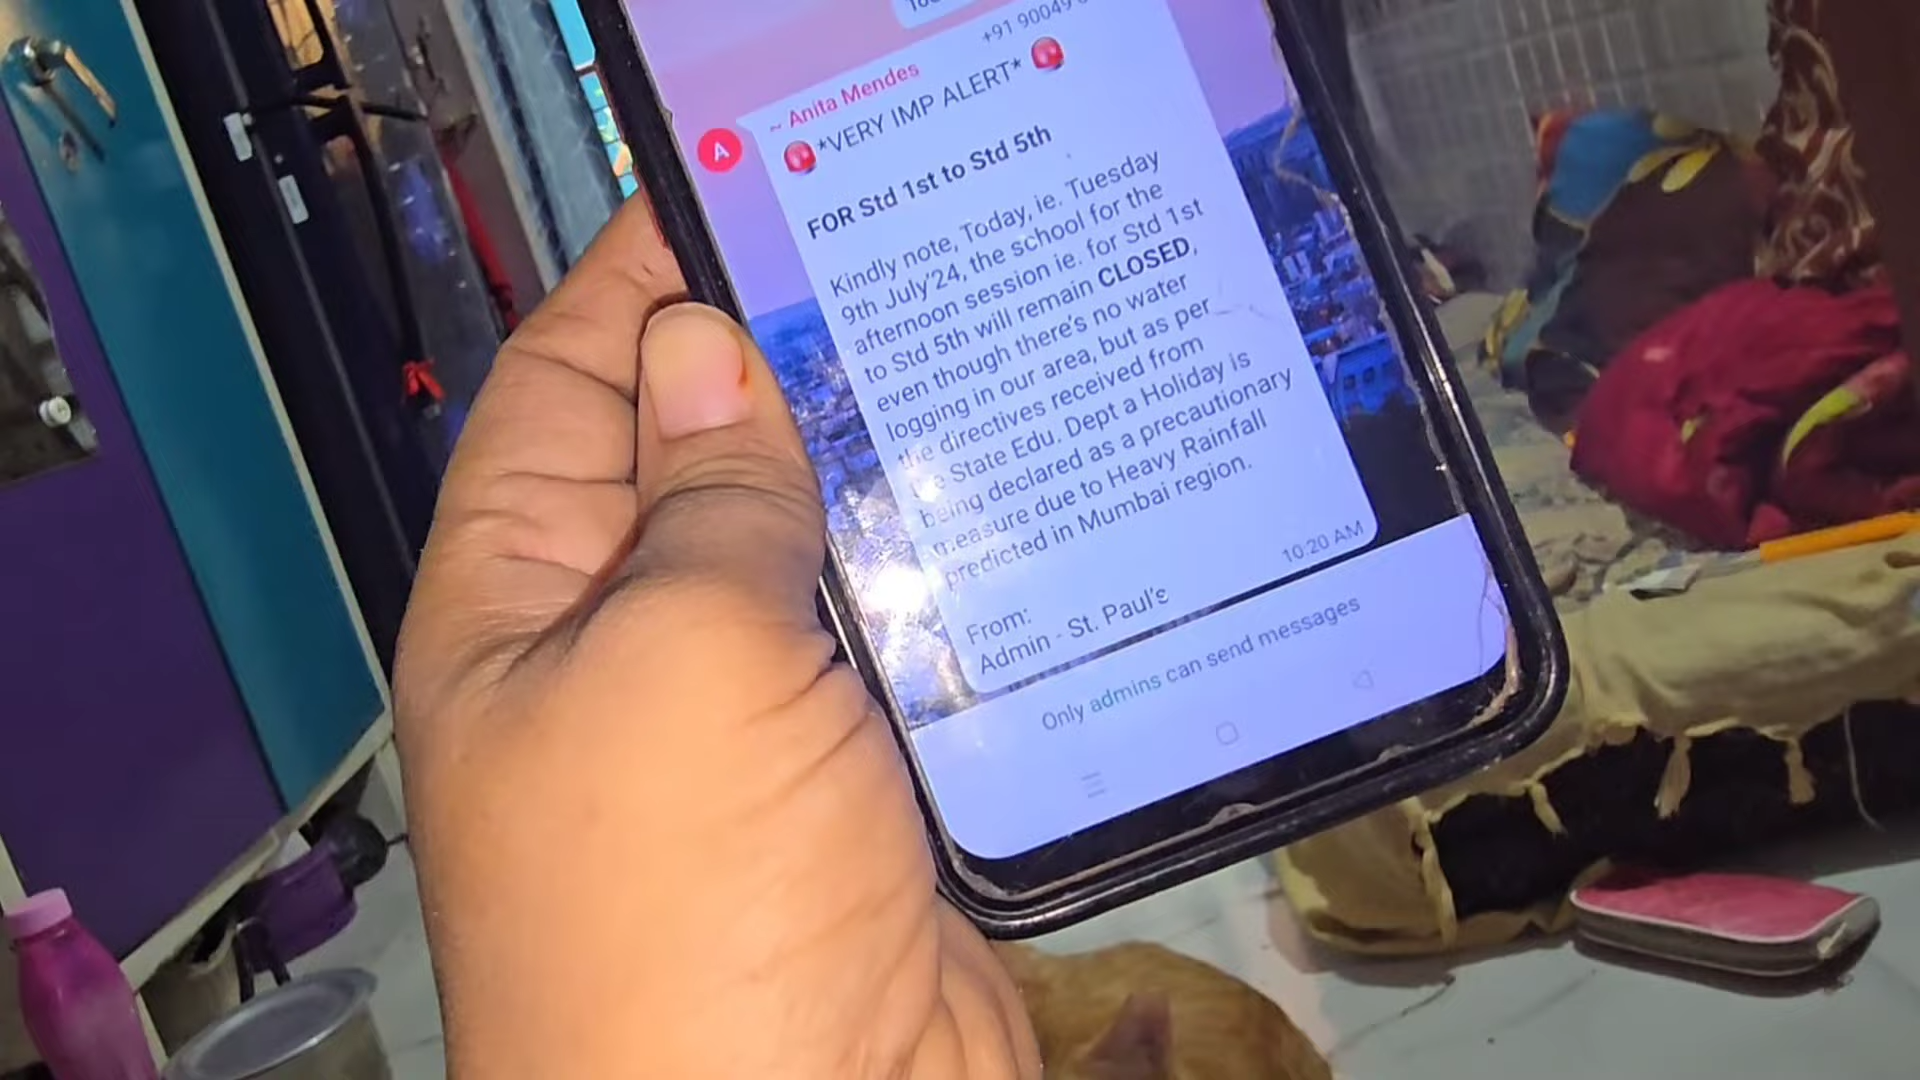 +91 90049
~ Anita Mendes
*VERY IMP ALERT*
FOR Std 1st to Std 5th
Kindly note, Today, ie. Tuesday
9th July'24, the school for the
afternoon session ie. for Std 1st
to Std 5th will remain CLOSED,
even though there's no water
logging in our area, but as per
the directives received from
the State Edu. Dept a Holiday is
being declared as a precautionary
measure due to Heavy Rainfall
predicted in Mumbai region.
10:20 AM
From:
Admin - St. Paul's
Only admins can send messages
A